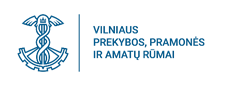 VILNIAUS
PREKYBOS, PRAMONĖS
IR AMATŲ RŪMAI